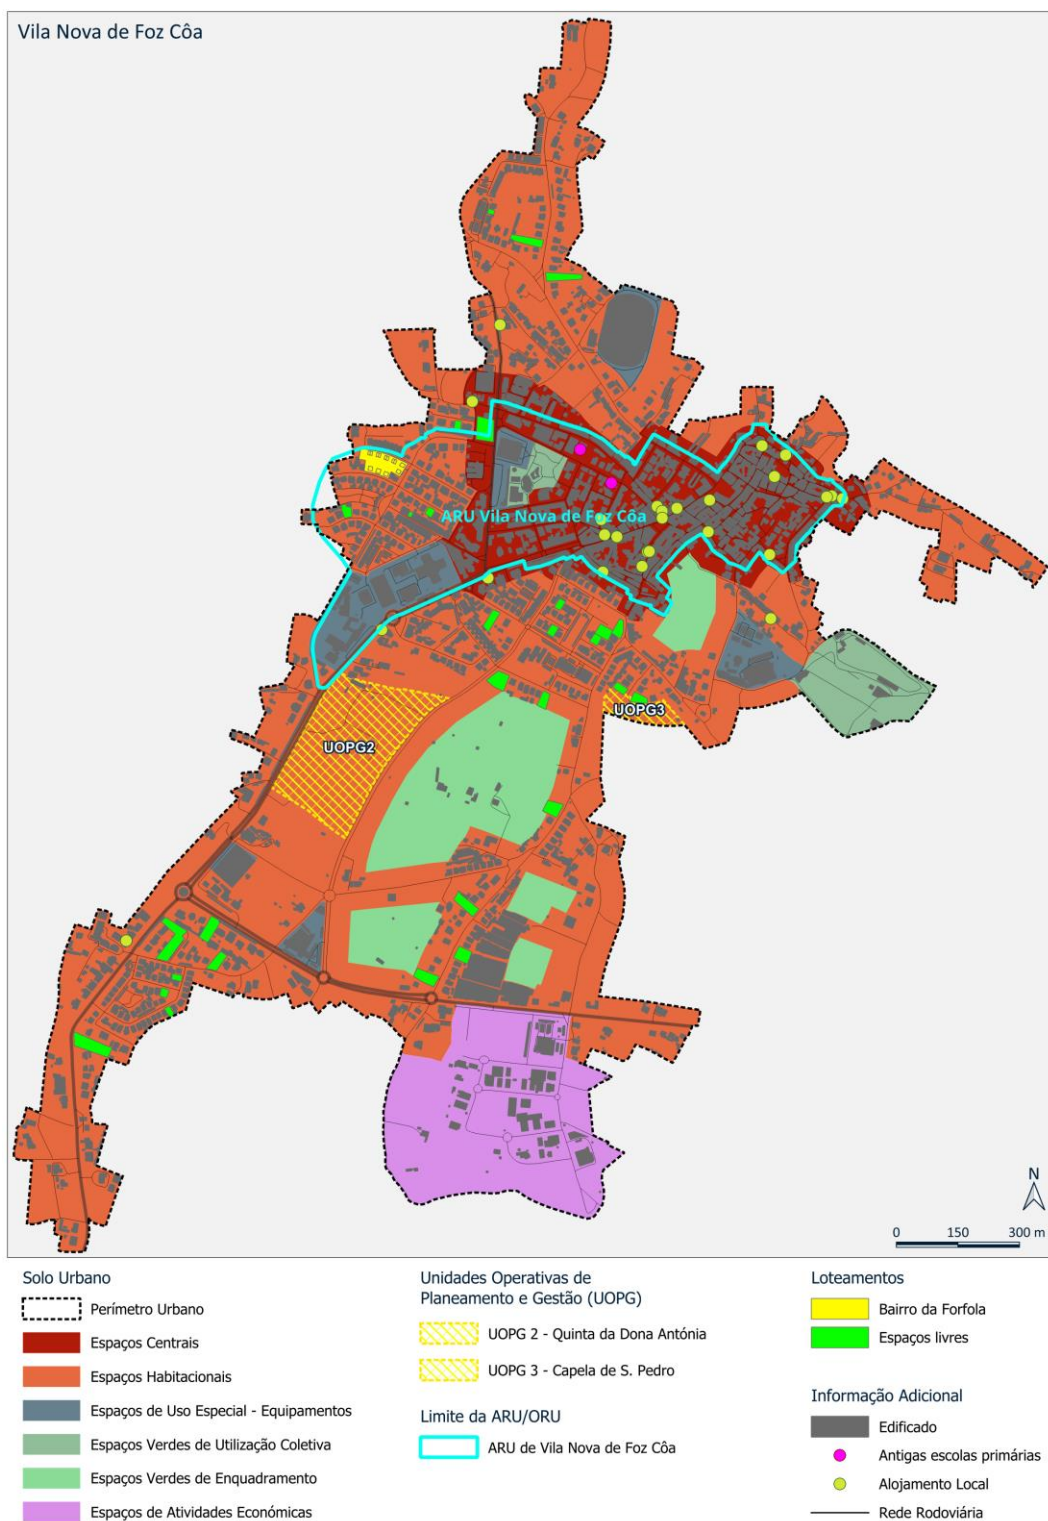 Vila Nova de Foz Côa
ARU Vila Nova de Foz Côa
UOPG3
UOPG2
N
0 150 300 m
Solo Urbano
Perímetro Urbano
Espaços Centrais
Espaços Habitacionais
Espaços de Uso Especial - Equipamentos
Espaços Verdes de Utilização Coletiva
Espaços Verdes de Enquadramento
Espaços de Atividades Económicas
Unidades Operativas de
Planeamento e Gestão (UOPG)
UOPG 2 - Quinta da Dona Antónia
UOPG 3 - Capela de S. Pedro
Limite da ARU/ORU
ARU de Vila Nova de Foz Côa
Loteamentos
Bairro da Forfola
Espaços livres
Informação Adicional
Edificado
Antigas escolas primárias
Alojamento Local
Rede Rodoviária